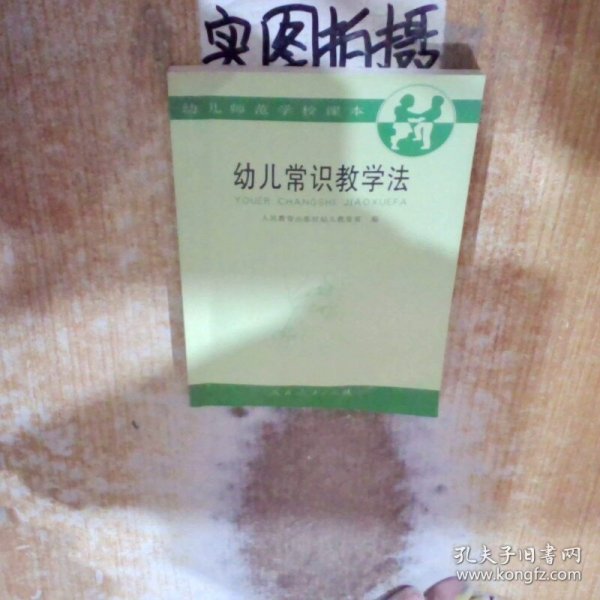 实图拍摄
幼儿师范学校课本
幼儿常识教学法
YOUER CHANGSHI JIAOXUEFA
人民教育出版社幼儿教育室 编
孔夫子旧书网
www.kongfz.com